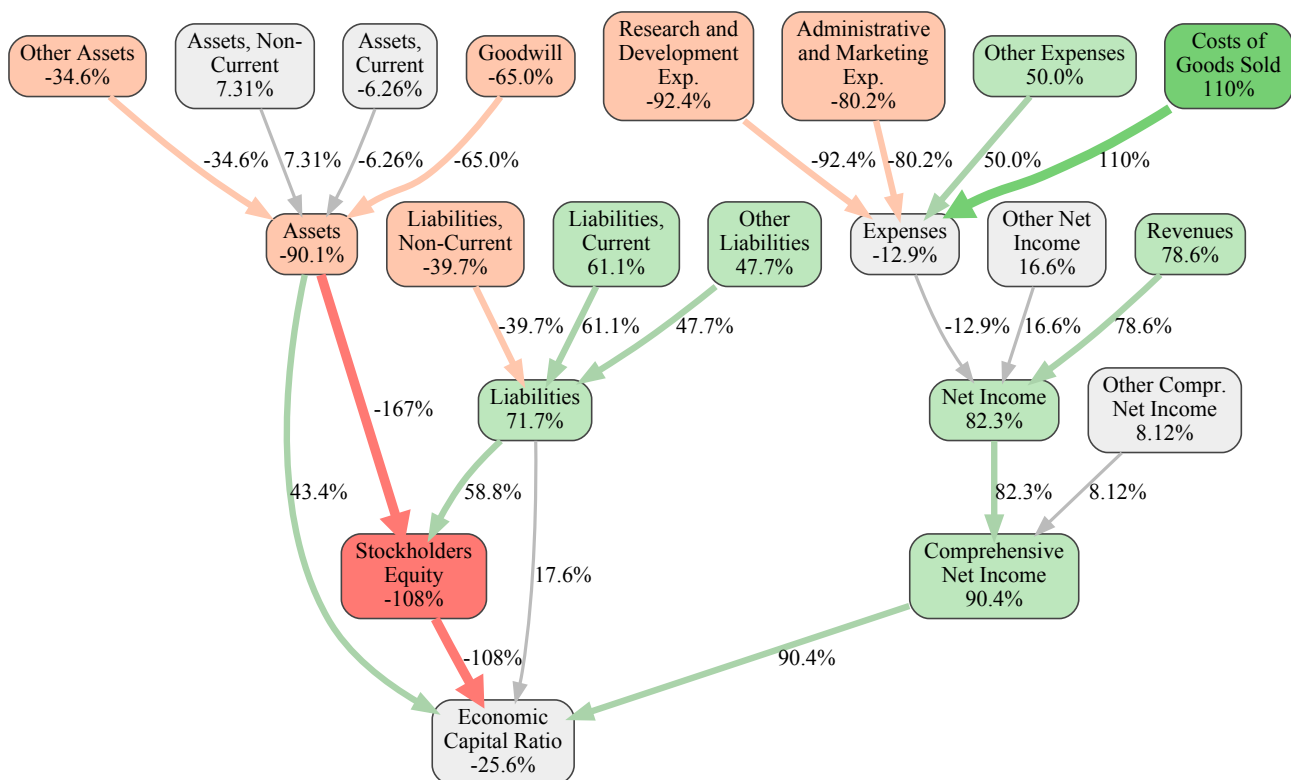 Other Assets
-34.6%
Assets, Non-
Current
7.31%
Assets,
Current
-6.26%
Goodwill
-65.0%
Research and
Development
Exp.
-92.4%
Administrative
and Marketing
Exp.
-80.2%
Other Expenses
50.0%
Costs of
Goods Sold
110%
-34.6%
7.31%
-6.26%
-65.0%
-92.4%
-80.2%
50.0%
110%
Assets
-90.1%
Liabilities,
Non-Current
-39.7%
Liabilities,
Current
61.1%
Other
Liabilities
47.7%
Expenses
-12.9%
Other Net
Income
16.6%
Revenues
78.6%
-39.7%
61.1%
47.7%
-12.9%
16.6%
78.6%
-167%
Liabilities
71.7%
Net Income
82.3%
Other Compr.
Net Income
8.12%
43.4%
58.8%
82.3%
8.12%
Stockholders
Equity
-108%
17.6%
Comprehensive
Net Income
90.4%
-108%
90.4%
Economic
Capital Ratio
-25.6%